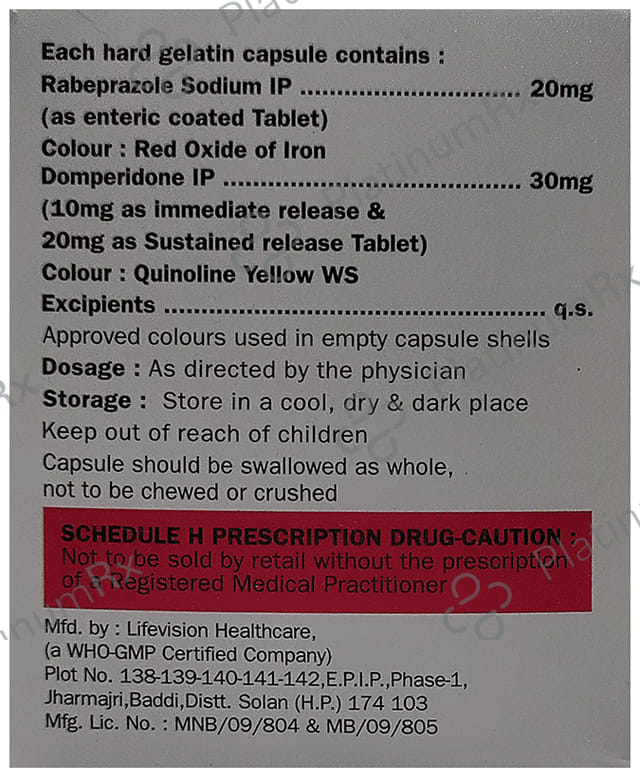 Each hard gelatin capsule contains :
Rabeprazole Sodium IP .............................. 20mg
(as enteric coated Tablet)
Colour : Red Oxide of Iron
Domperidone IP ........................................ 30mg
(10mg as immediate release &
20mg as Sustained release Tablet)
Colour : Quinoline Yellow WS
Excipients .................................................... q.s.
Approved colours used in empty capsule shells
Dosage : As directed by the physician
Storage : Store in a cool, dry & dark place
Keep out of reach of children
Capsule should be swallowed as whole,
not to be chewed or crushed
SCHEDULE H PRESCRIPTION DRUG-CAUTION :
Not to be sold by retail without the prescription
of a Registered Medical Practitioner
Mfd. by : Lifevision Healthcare,
(a WHO-GMP Certified Company)
Plot No. 138-139-140-141-142,E.P.I.P.,Phase-1,
Jharmajri,Baddi,Distt. Solan (H.P.) 174 103
Mfg. Lic. No. : MNB/09/804 & MB/09/805
PlatinumRx